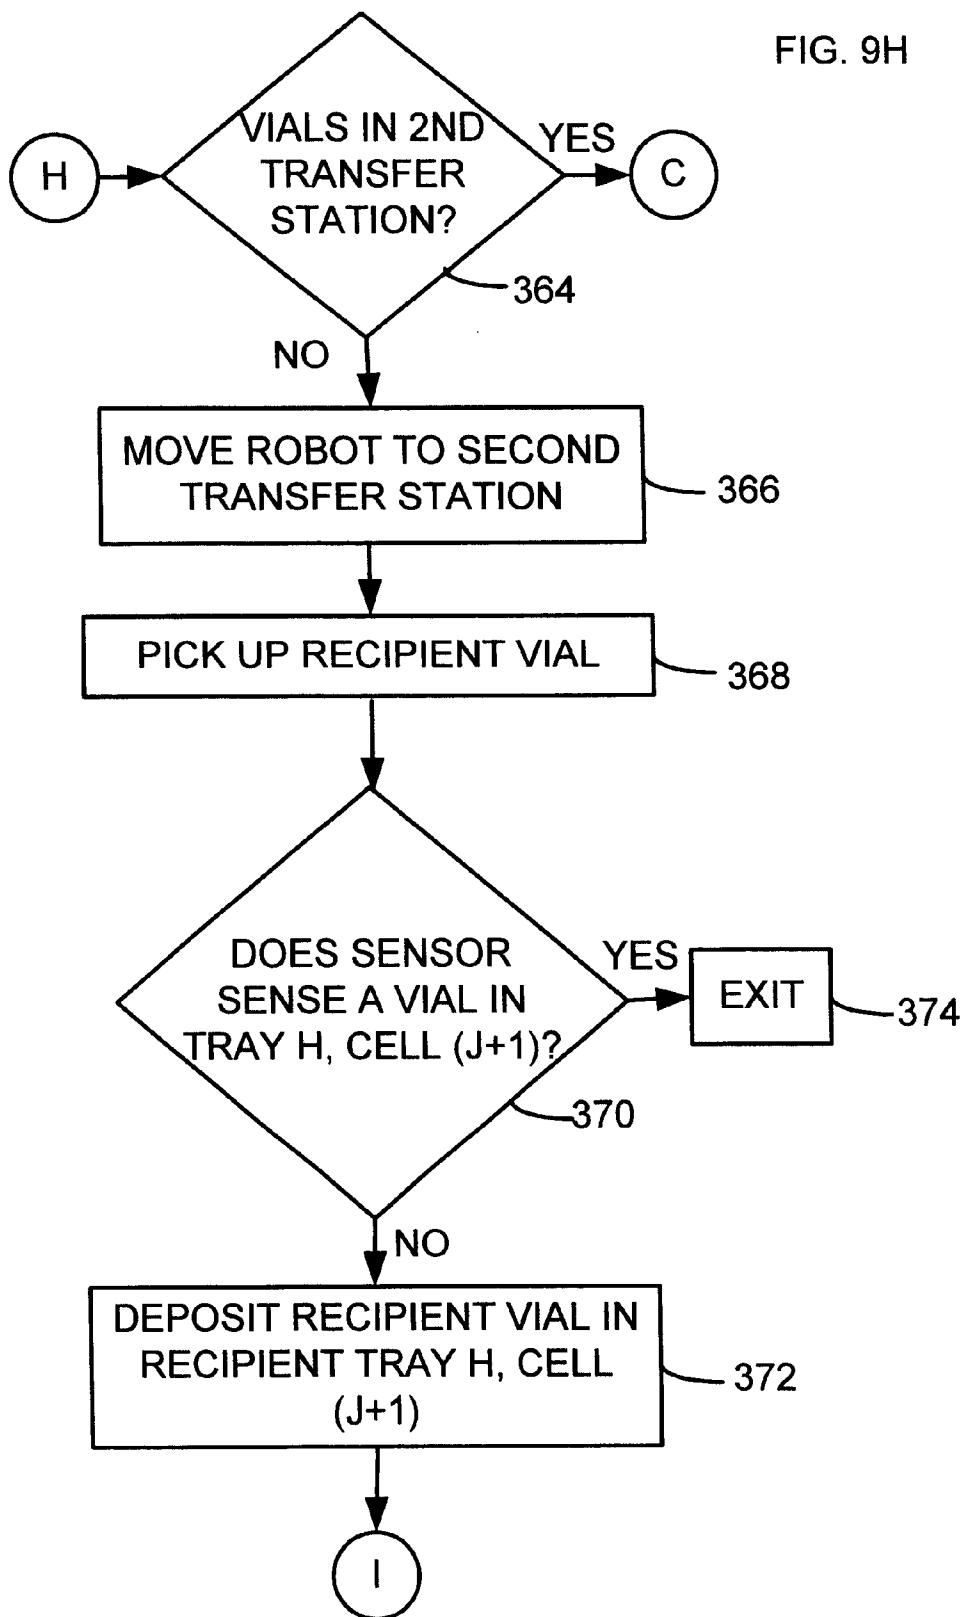 FIG. 9H
H
VIALS IN 2ND
TRANSFER
STATION?
YES
C
364
NO
MOVE ROBOT TO SECOND
TRANSFER STATION
366
PICK UP RECIPIENT VIAL
368
DOES SENSOR
SENSE A VIAL IN
TRAY H, CELL (J+1)?
YES
EXIT
374
370
NO
DEPOSIT RECIPIENT VIAL IN
RECIPIENT TRAY H, CELL
(J+1)
372
I